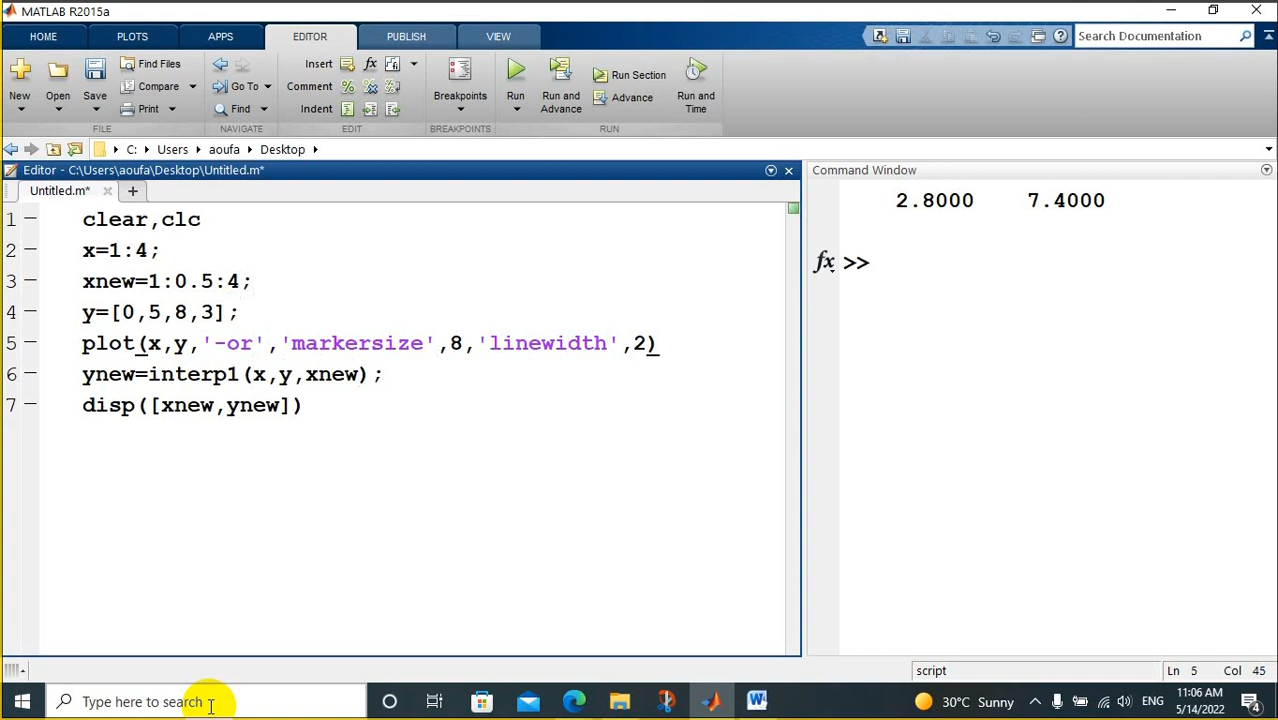 MATLAB R2015a
HOME PLOTS APPS EDITOR PUBLISH VIEW Search Documentation
New Open Save Find Files Compare Print
Go To Find
Insert fx Comment Indent
Breakpoints
Run Run and Advance Run Section Advance Run and Time
FILE NAVIGATE EDIT BREAKPOINTS RUN
C: Users aoufa Desktop
Editor - C:\Users\aoufa\Desktop\Untitled.m*
Untitled.m* +
1 clear,clc
2 x=1:4;
3 xnew=1:0.5:4;
4 y=[0,5,8,3];
5 plot(x,y,'-or','markersize',8,'linewidth',2)
6 ynew=interp1(x,y,xnew);
7 disp([xnew,ynew])
Command Window
2.8000 7.4000
fx >>
script Ln 5 Col 45
Type here to search
30°C Sunny ENG 11:06 AM
5/14/2022 4